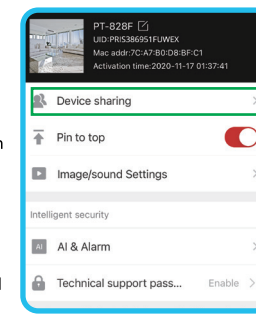 PT-828F
UID:PRIS386951FUWEX
Mac addr:7C:A7:B0:D8:BF:C1
Activation time:2020-11-17 01:37:41
Device sharing
Pin to top
Image/sound Settings
Intelligent security
AI AI & Alarm
Technical support pass... Enable